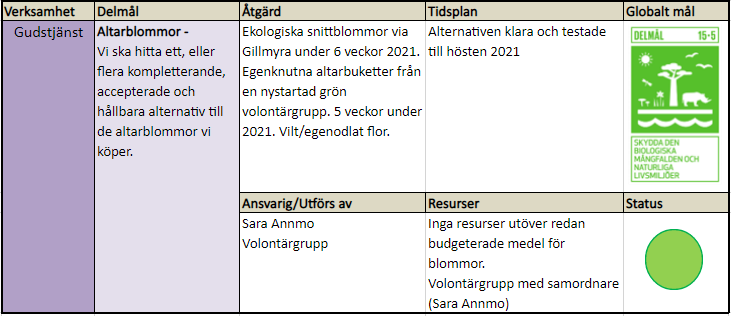 Verksamhet Delmål Åtgärd Tidsplan Globalt mål
Gudstjänst
Altarblommor -
Vi ska hitta ett, eller
flera kompletterande,
accepterade och
hållbara alternativ till
de altarblommor vi
köper.
Ekologiska snittblommor via
Gillmyra under 6 veckor 2021.
Egenknutna altarbuketter från
en nystartad grön
volontärgrupp. 5 veckor under
2021. Vilt/egenodlat flor.
Alternativen klara och testade
till hösten 2021
DELMÅL 15·5
SKYDDA DEN
BIOLOGISKA
MÅNGFALDEN OCH
NATURLIGA
LIVSMILJÖER
Ansvarig/Utförs av Resurser Status
Sara Annmo
Volontärgrupp
Inga resurser utöver redan
budgeterade medel för
blommor.
Volontärgrupp med samordnare
(Sara Annmo)